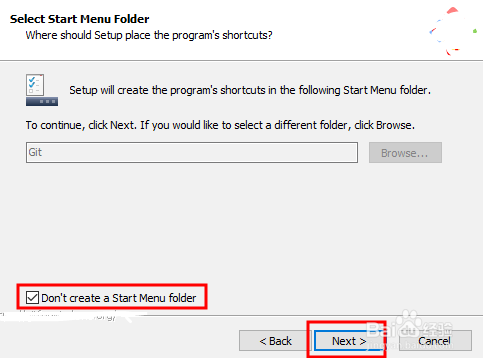 Select Start Menu Folder
Where should Setup place the program's shortcuts?
Setup will create the program's shortcuts in the following Start Menu folder.
To continue, click Next. If you would like to select a different folder, click Browse.
Git
Browse...
Don't create a Start Menu folder
< Back
Next >
Cancel